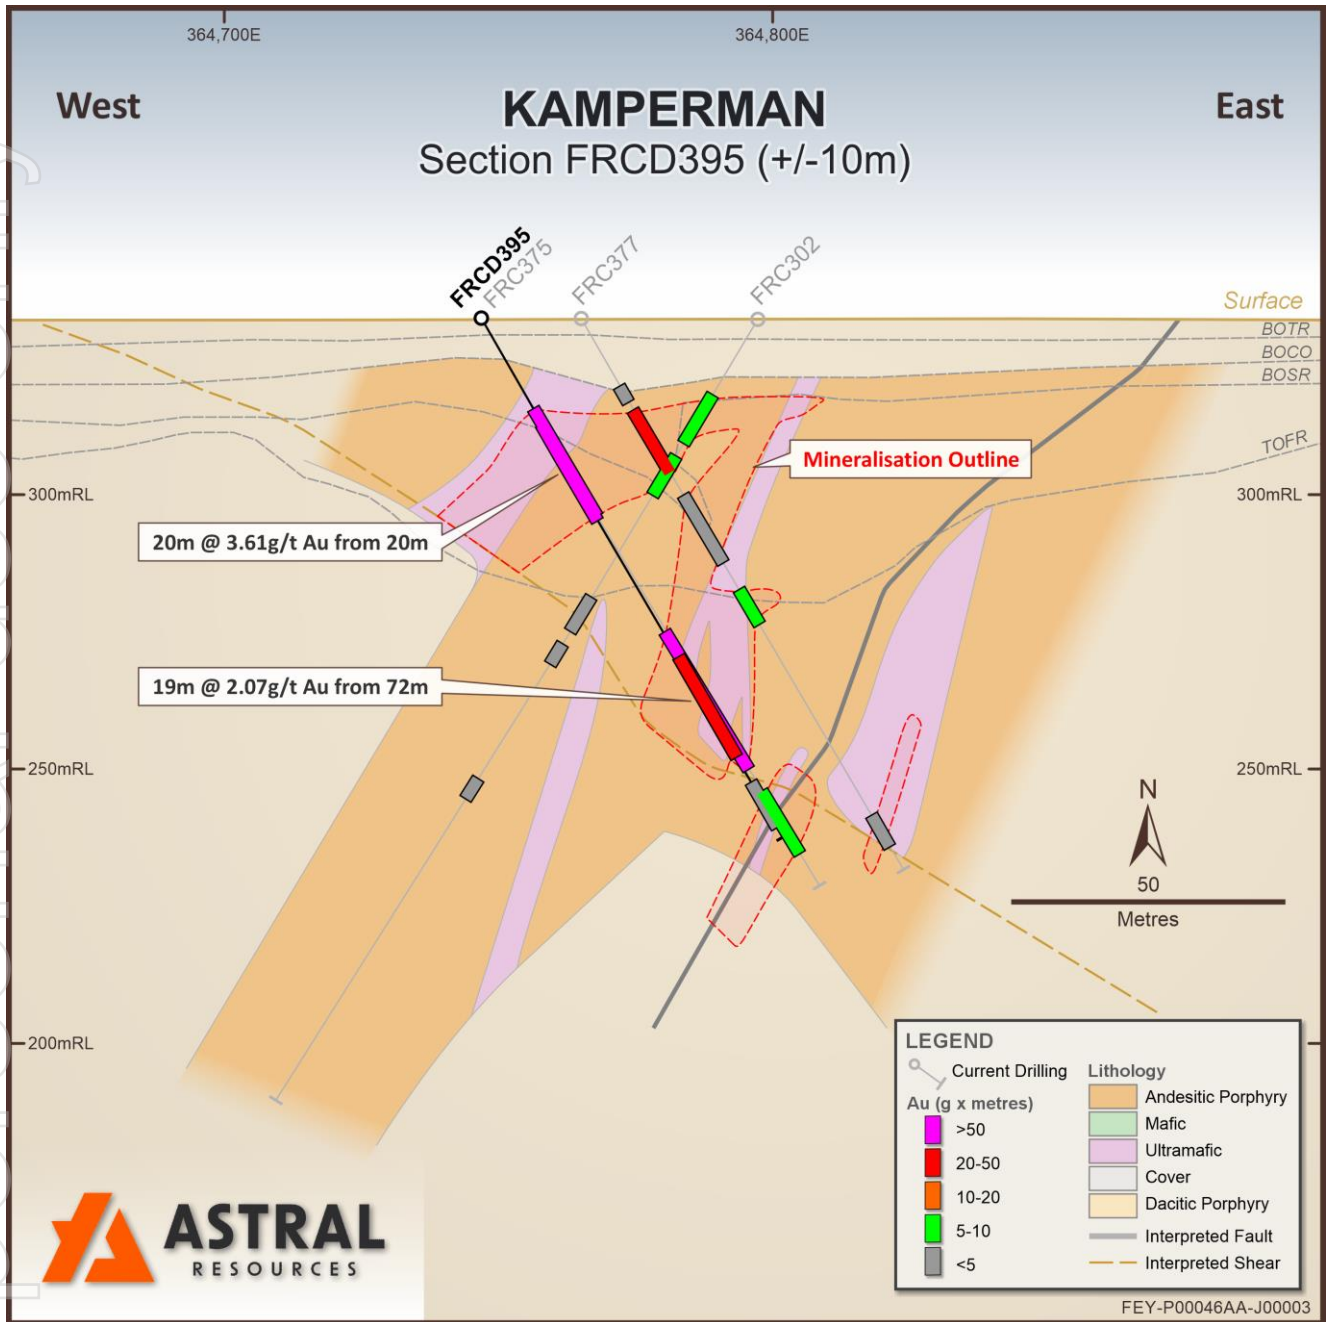 364,700E
364,800E
West
KAMPERMAN
East
Section FRCD395 (+/-10m)
FRCD395
FRC375
FRC377
FRC302
Surface
BOTR
BOCO
BOSR
TOFR
Mineralisation Outline
300mRL
300mRL
20m @ 3.61g/t Au from 20m
19m @ 2.07g/t Au from 72m
250mRL
250mRL
N
50
Metres
200mRL
LEGEND
Current Drilling
Au (g x metres)
>50
20-50
10-20
5-10
<5
Lithology
Andesitic Porphyry
Mafic
Ultramafic
Cover
Dacitic Porphyry
Interpreted Fault
Interpreted Shear
ASTRAL
RESOURCES
FEY-P00046AA-J00003